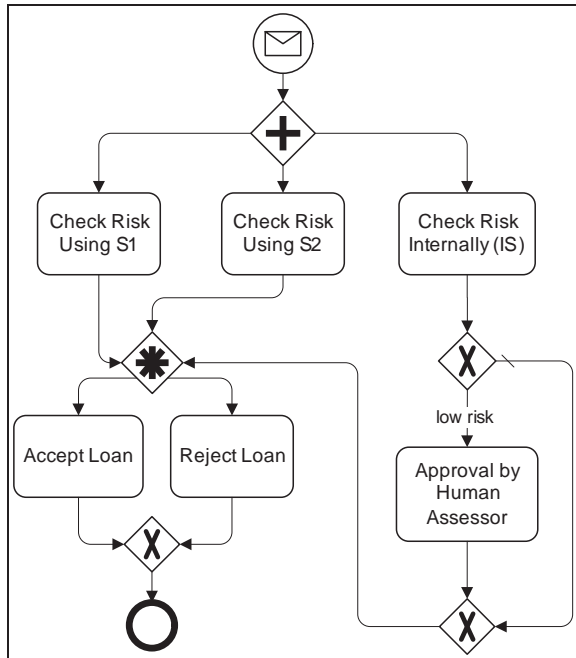 Check Risk
Using S1
Check Risk
Using S2
Check Risk
Internally (IS)
low risk
Accept Loan
Reject Loan
Approval by
Human
Assessor